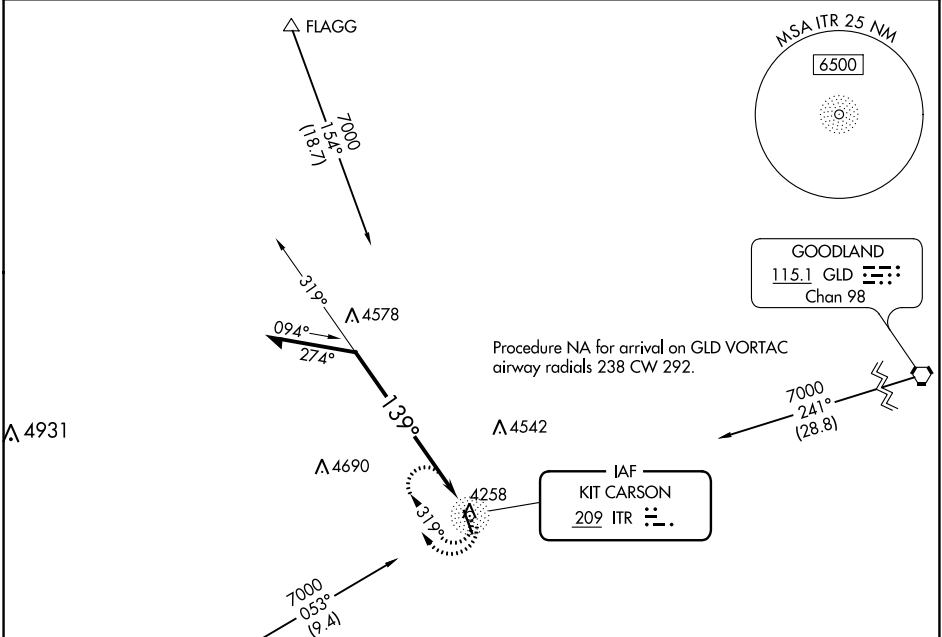 FLAGG
MSA ITR 25 NM
6500
7000
154°
(18.7)
GOODLAND
115.1 GLD
Chan 98
319°
4578
094°
274°
Procedure NA for arrival on GLD VORTAC
airway radials 238 CW 292.
7000
241°
(28.8)
139°
4931
4542
4690
IAF
KIT CARSON
209 ITR
4258
319°
7000
053°
(9.4)